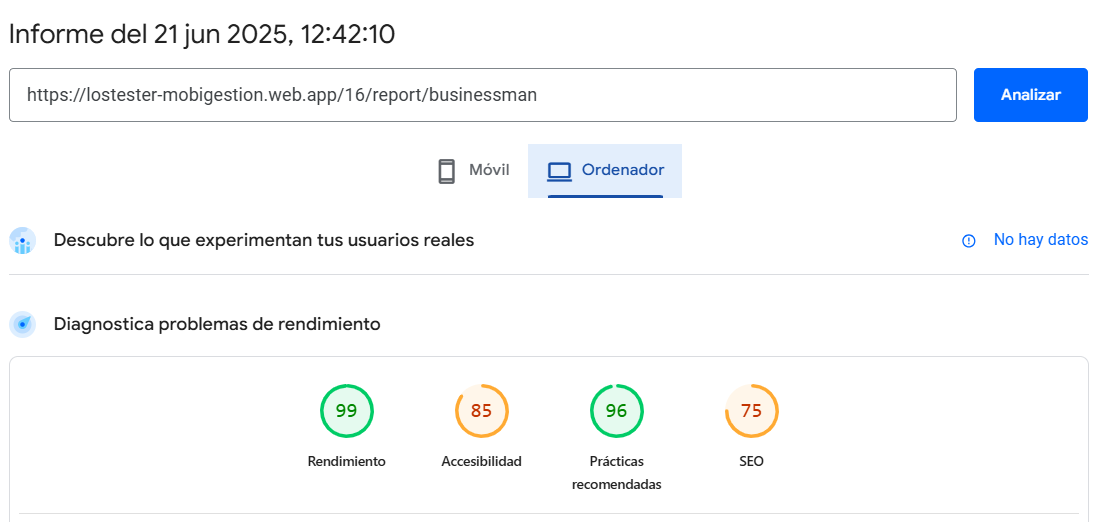 Informe del 21 jun 2025, 12:42:10
https://lostester-mobigestion.web.app/16/report/businessman
Analizar
Móvil
Ordenador
Descubre lo que experimentan tus usuarios reales
No hay datos
Diagnostica problemas de rendimiento
99
85
96
75
Rendimiento
Accesibilidad
Prácticas
recomendadas
SEO